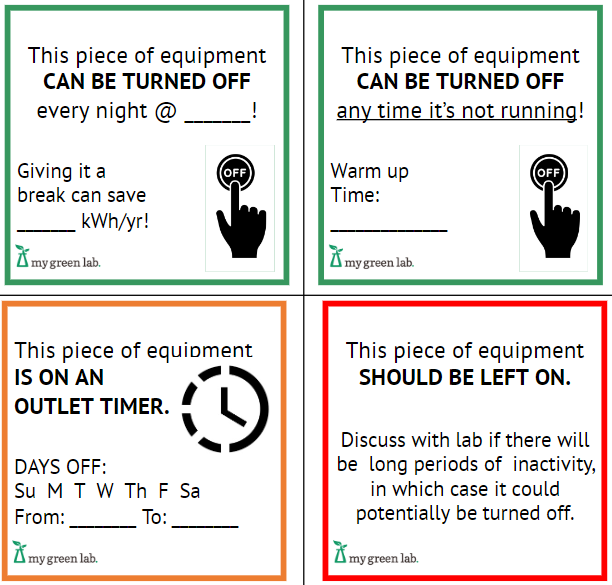 This piece of equipment
CAN BE TURNED OFF
every night @ _______!
Giving it a
break can save
______ kWh/yr!
OFF
my green lab.
This piece of equipment
CAN BE TURNED OFF
any time it's not running!
Warm up
Time:
____________
OFF
my green lab.
This piece of equipment
IS ON AN
OUTLET TIMER.
DAYS OFF:
Su M T W Th F Sa
From: _______ To: _______
my green lab.
This piece of equipment
SHOULD BE LEFT ON.
Discuss with lab if there will
be long periods of inactivity,
in which case it could
potentially be turned off.
my green lab.